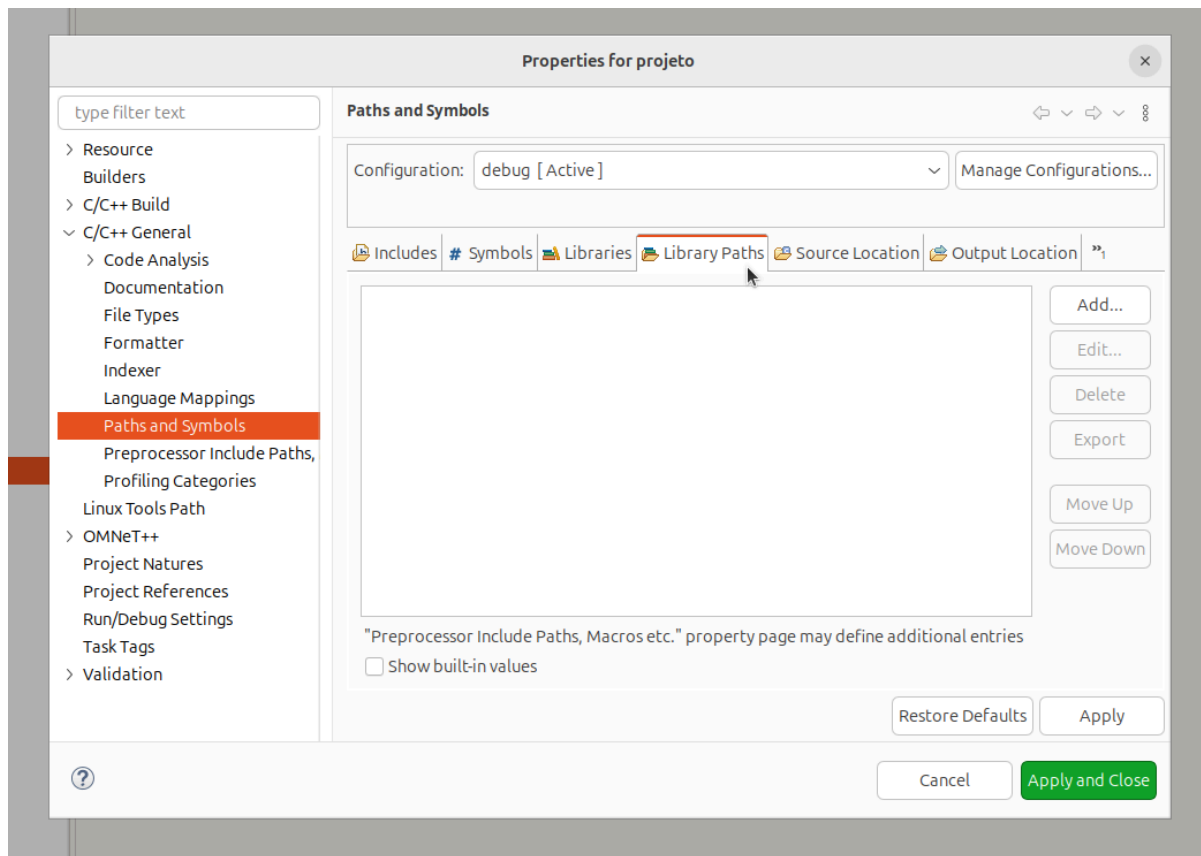 Properties for projeto
type filter text
Resource
Builders
C/C++ Build
C/C++ General
Code Analysis
Documentation
File Types
Formatter
Indexer
Language Mappings
Paths and Symbols
Preprocessor Include Paths,
Profiling Categories
Linux Tools Path
OMNeT++
Project Natures
Project References
Run/Debug Settings
Task Tags
Validation
Paths and Symbols
Configuration: debug [ Active ] Manage Configurations...
Includes # Symbols Libraries Library Paths Source Location Output Location »1
Add...
Edit...
Delete
Export
Move Up
Move Down
"Preprocessor Include Paths, Macros etc." property page may define additional entries
Show built-in values
Restore Defaults Apply
? Cancel Apply and Close